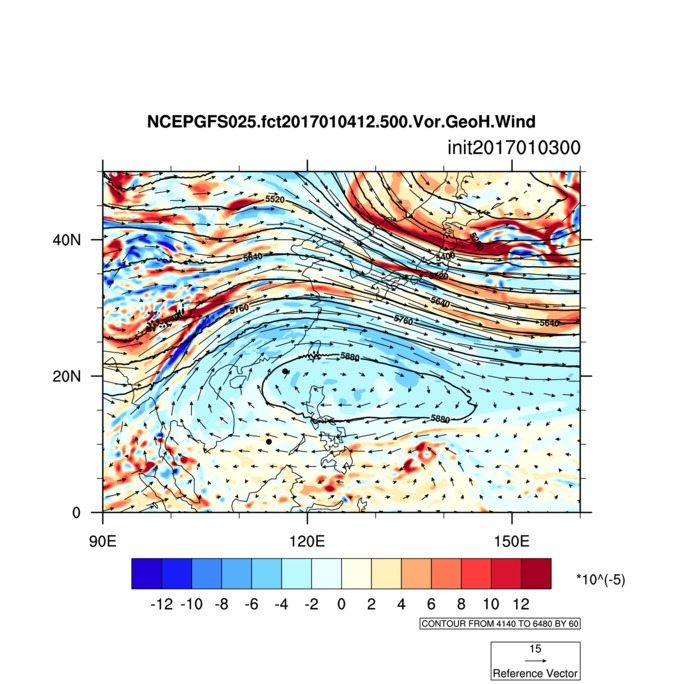 NCEPGFS025.fct2017010412.500.Vor.GeoH.Wind
init2017010300
5520
40N
5640
5400
5520
5640
5760
5760
5640
5880
20N
5880
0
90E 120E 150E
-12 -10 -8 -6 -4 -2 0 2 4 6 8 10 12 *10^(-5)
CONTOUR FROM 4140 TO 6480 BY 60
15
Reference Vector